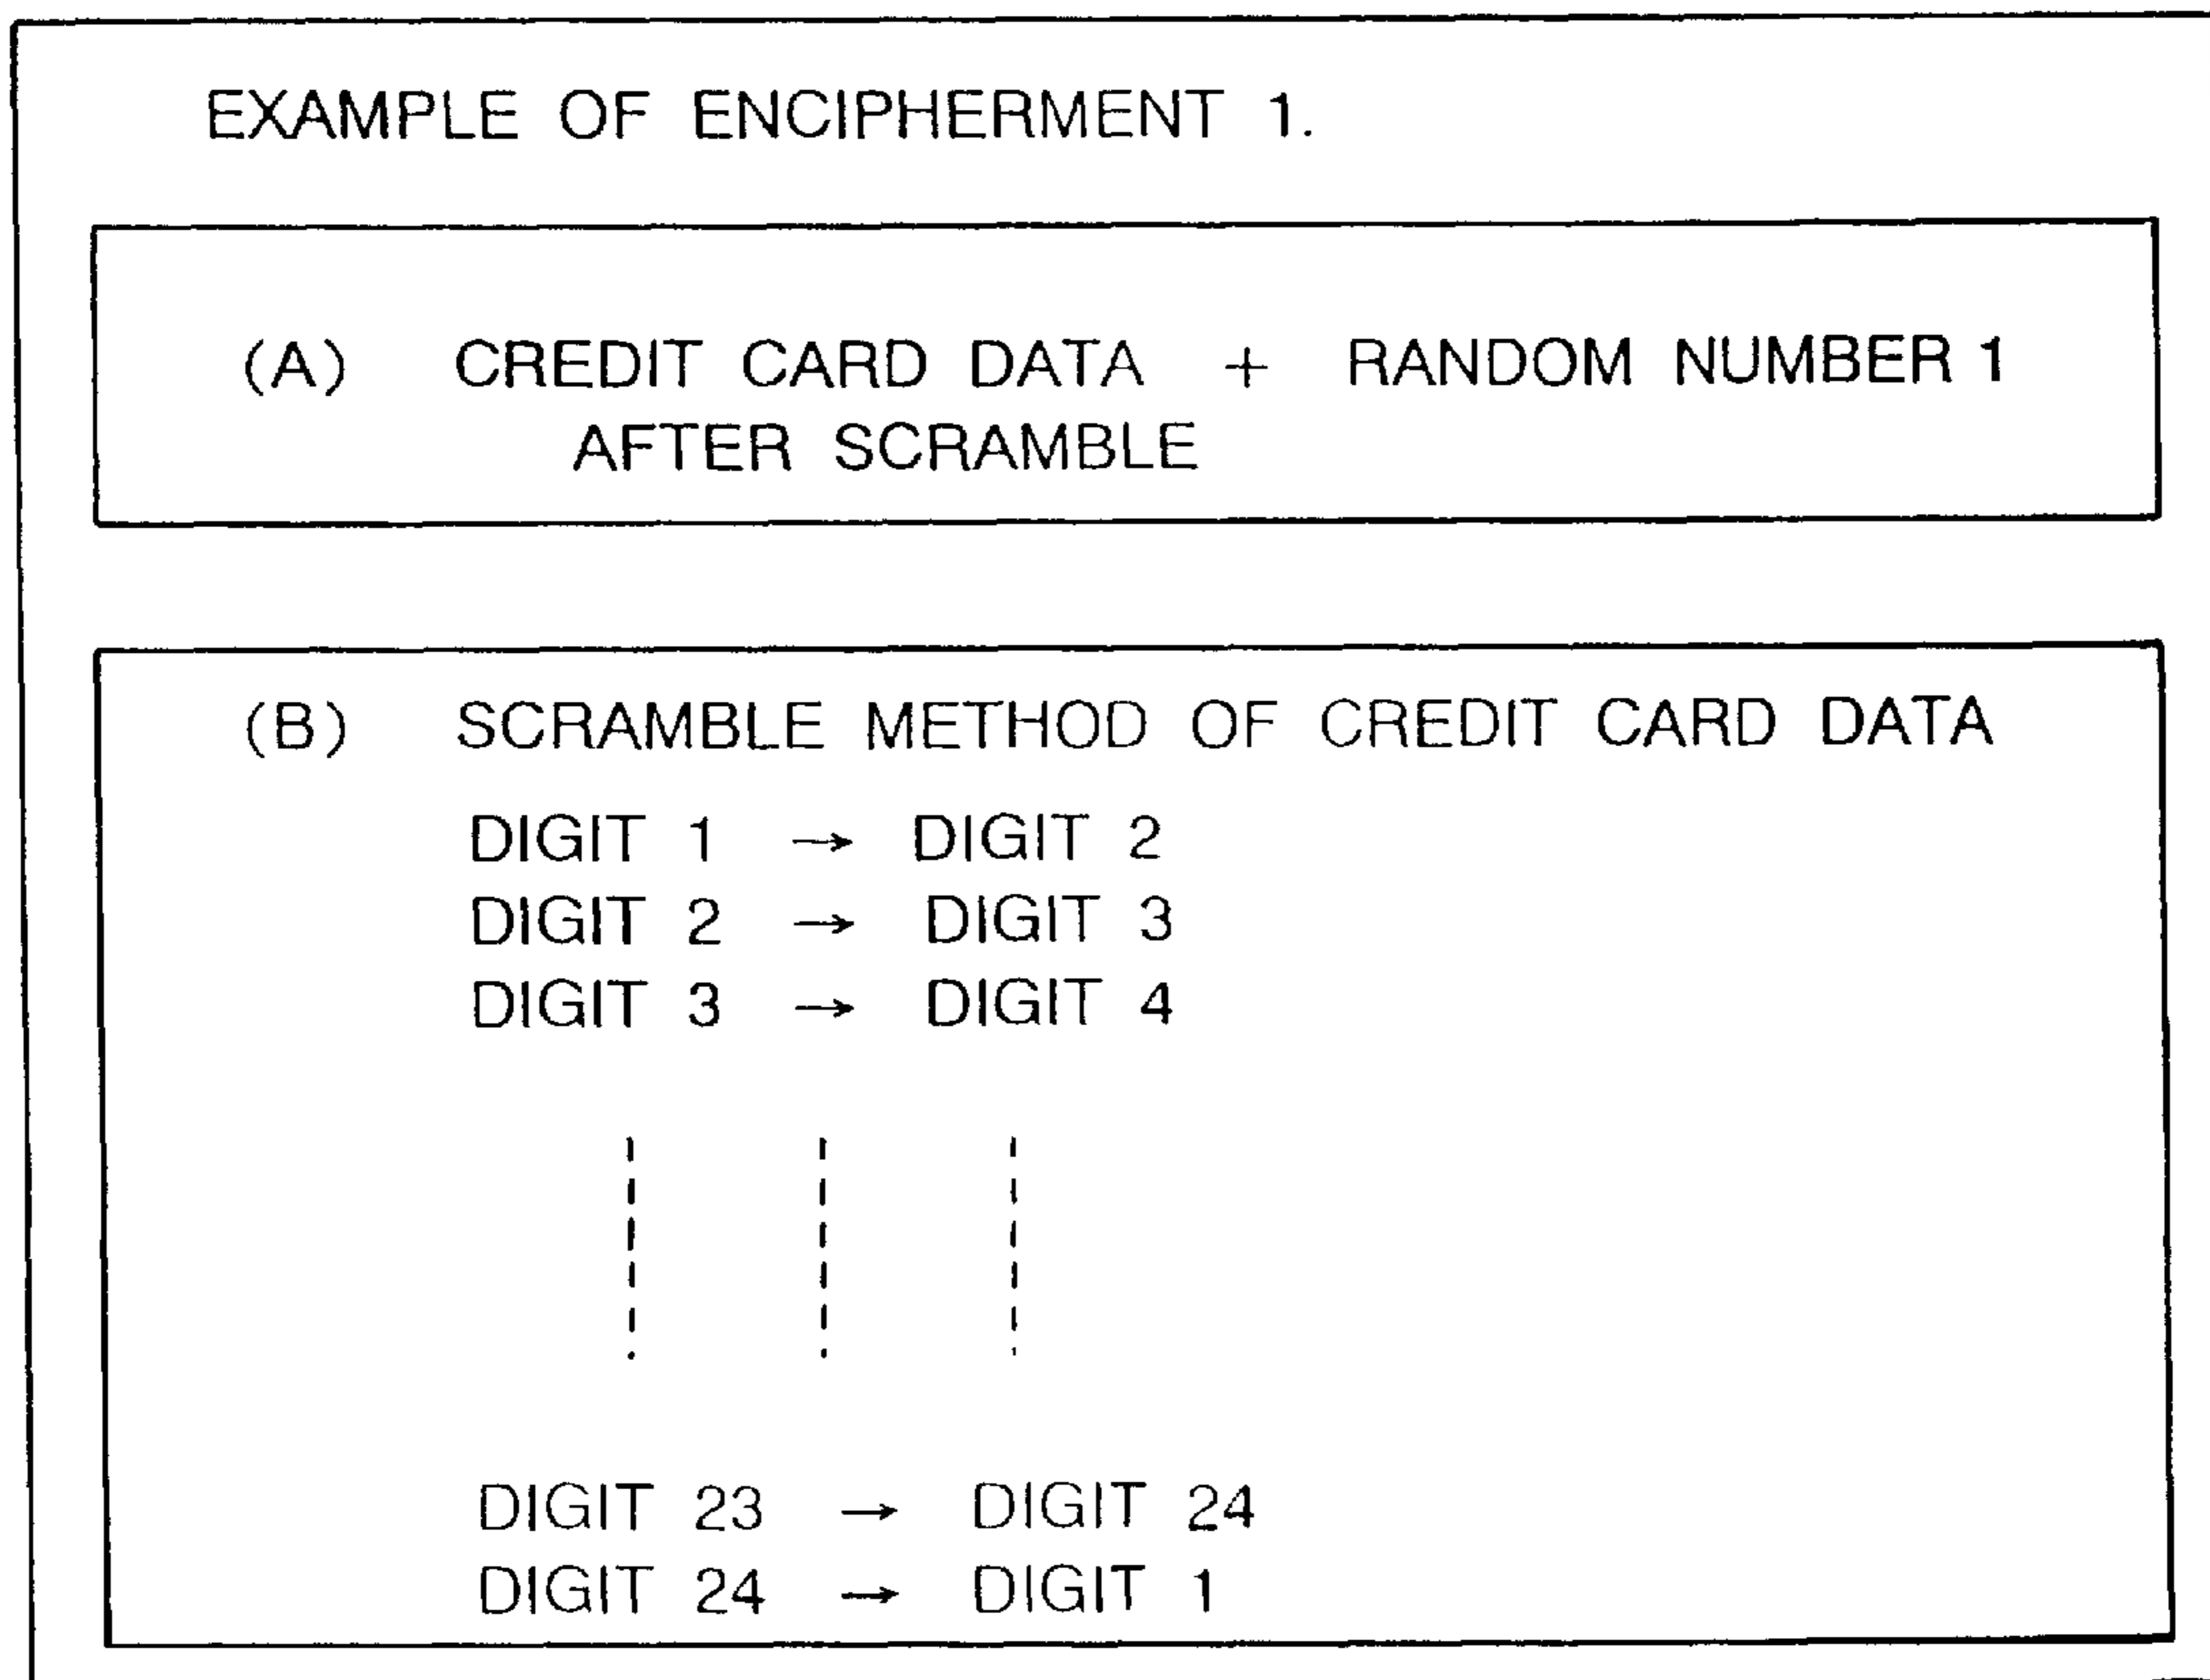 EXAMPLE OF ENCIPHERMENT 1.
(A) CREDIT CARD DATA + RANDOM NUMBER 1
AFTER SCRAMBLE
(B) SCRAMBLE METHOD OF CREDIT CARD DATA
DIGIT 1 → DIGIT 2
DIGIT 2 → DIGIT 3
DIGIT 3 → DIGIT 4
DIGIT 23 → DIGIT 24
DIGIT 24 → DIGIT 1